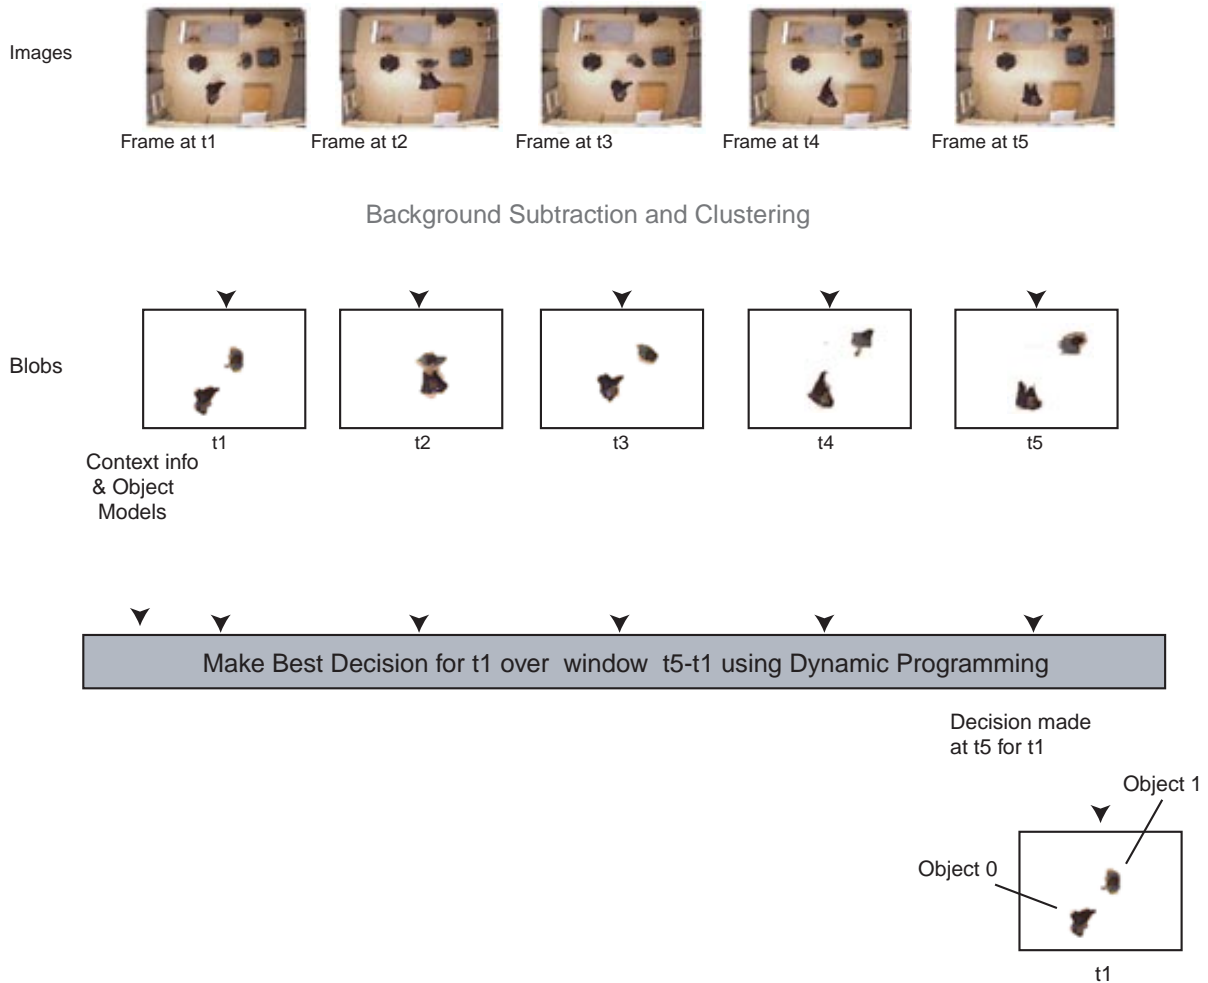 Images
Frame at t1
Frame at t2
Frame at t3
Frame at t4
Frame at t5
Background Subtraction and Clustering
Blobs
t1
t2
t3
t4
t5
Context info
& Object
Models
Make Best Decision for t1 over window t5-t1 using Dynamic Programming
Decision made
at t5 for t1
Object 1
Object 0
t1